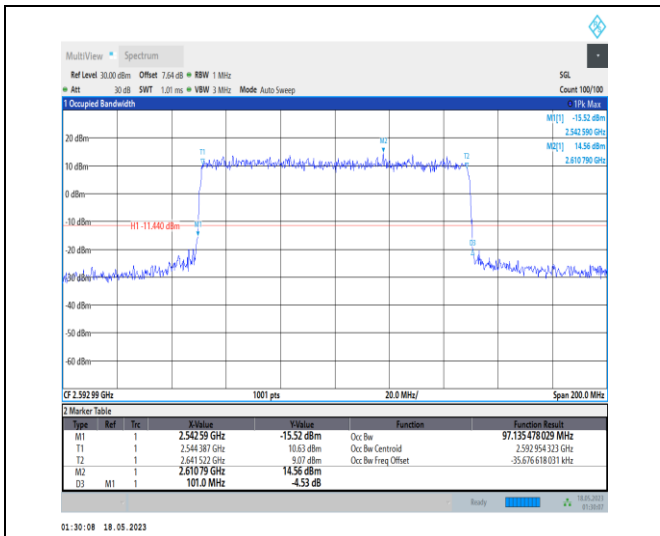 MultiView Spectrum
Ref Level 30.00 dBm Offset 7.64 dB RBW 1 MHz SGL
Att 30 dB SWT 1.01 ms VBW 3 MHz Mode Auto Sweep Count 100/100
1 Occupied Bandwidth 1Pk Max
M1[1] -15.52 dBm
2.542 590 GHz
M2[1] 14.56 dBm
2.610 790 GHz
20 dBm
M2
T1
T2
10 dBm
0 dBm
-10 dBm
H1 -11.440 dBm
M1
-20 dBm
D3
-30 dBm
-40 dBm
-50 dBm
-60 dBm
CF 2.592 99 GHz 1001 pts 20.0 MHz/ Span 200.0 MHz
2 Marker Table
Type Ref Trc X-Value Y-Value Function Function Result
M1 1 2.542 59 GHz -15.52 dBm Occ Bw 97.135 478 029 MHz
T1 1 2.544 387 GHz 10.63 dBm Occ Bw Centroid 2.592 954 323 GHz
T2 1 2.641 522 GHz 9.07 dBm Occ Bw Freq Offset -35.676 618 031 kHz
M2 1 2.610 79 GHz 14.56 dBm
D3 M1 1 101.0 MHz -4.53 dB
Ready 18.05.2023
01:30:07
01:30:08 18.05.2023